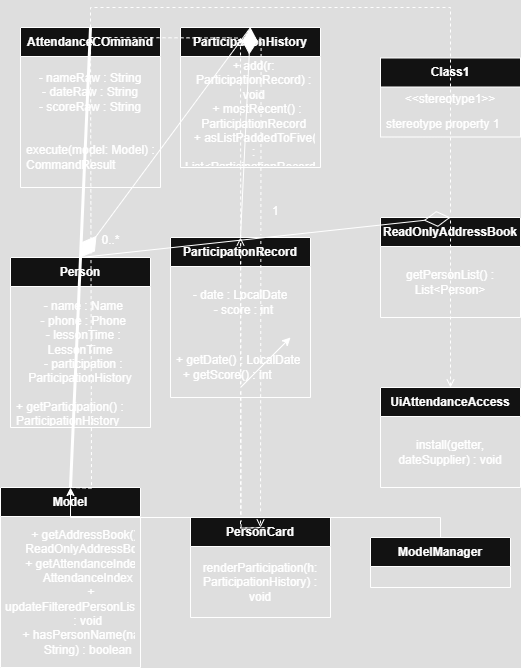 AttendanceCOmmand
- nameRaw : String
- dateRaw : String
- scoreRaw : String
execute(model: Model) :
CommandResult
ParticipationHistory
+ add(r:
ParticipationRecord) :
void
+ mostRecent() :
ParticipationRecord
+ asListPaddedToFive(
:
List<ParticipationRecord
Class1
<<stereotype1>>
stereotype property 1
1
0..*
ReadOnlyAddressBook
getPersonList() :
List<Person>
Person
- name : Name
- phone : Phone
- lessonTime :
LessonTime
- participation :
ParticipationHistory
+ getParticipation() :
ParticipationHistory
ParticipationRecord
- date : LocalDate
- score : int
+ getDate() : LocalDate
+ getScore() : int
UiAttendanceAccess
install(getter,
dateSupplier) : void
Model
+ getAddressBook(
ReadOnlyAddressBo
+ getAttendanceInde
AttendanceIndex
+
updateFilteredPersonLis
: void
+ hasPersonName(na
String) : boolean
PersonCard
renderParticipation(h:
ParticipationHistory) :
void
ModelManager